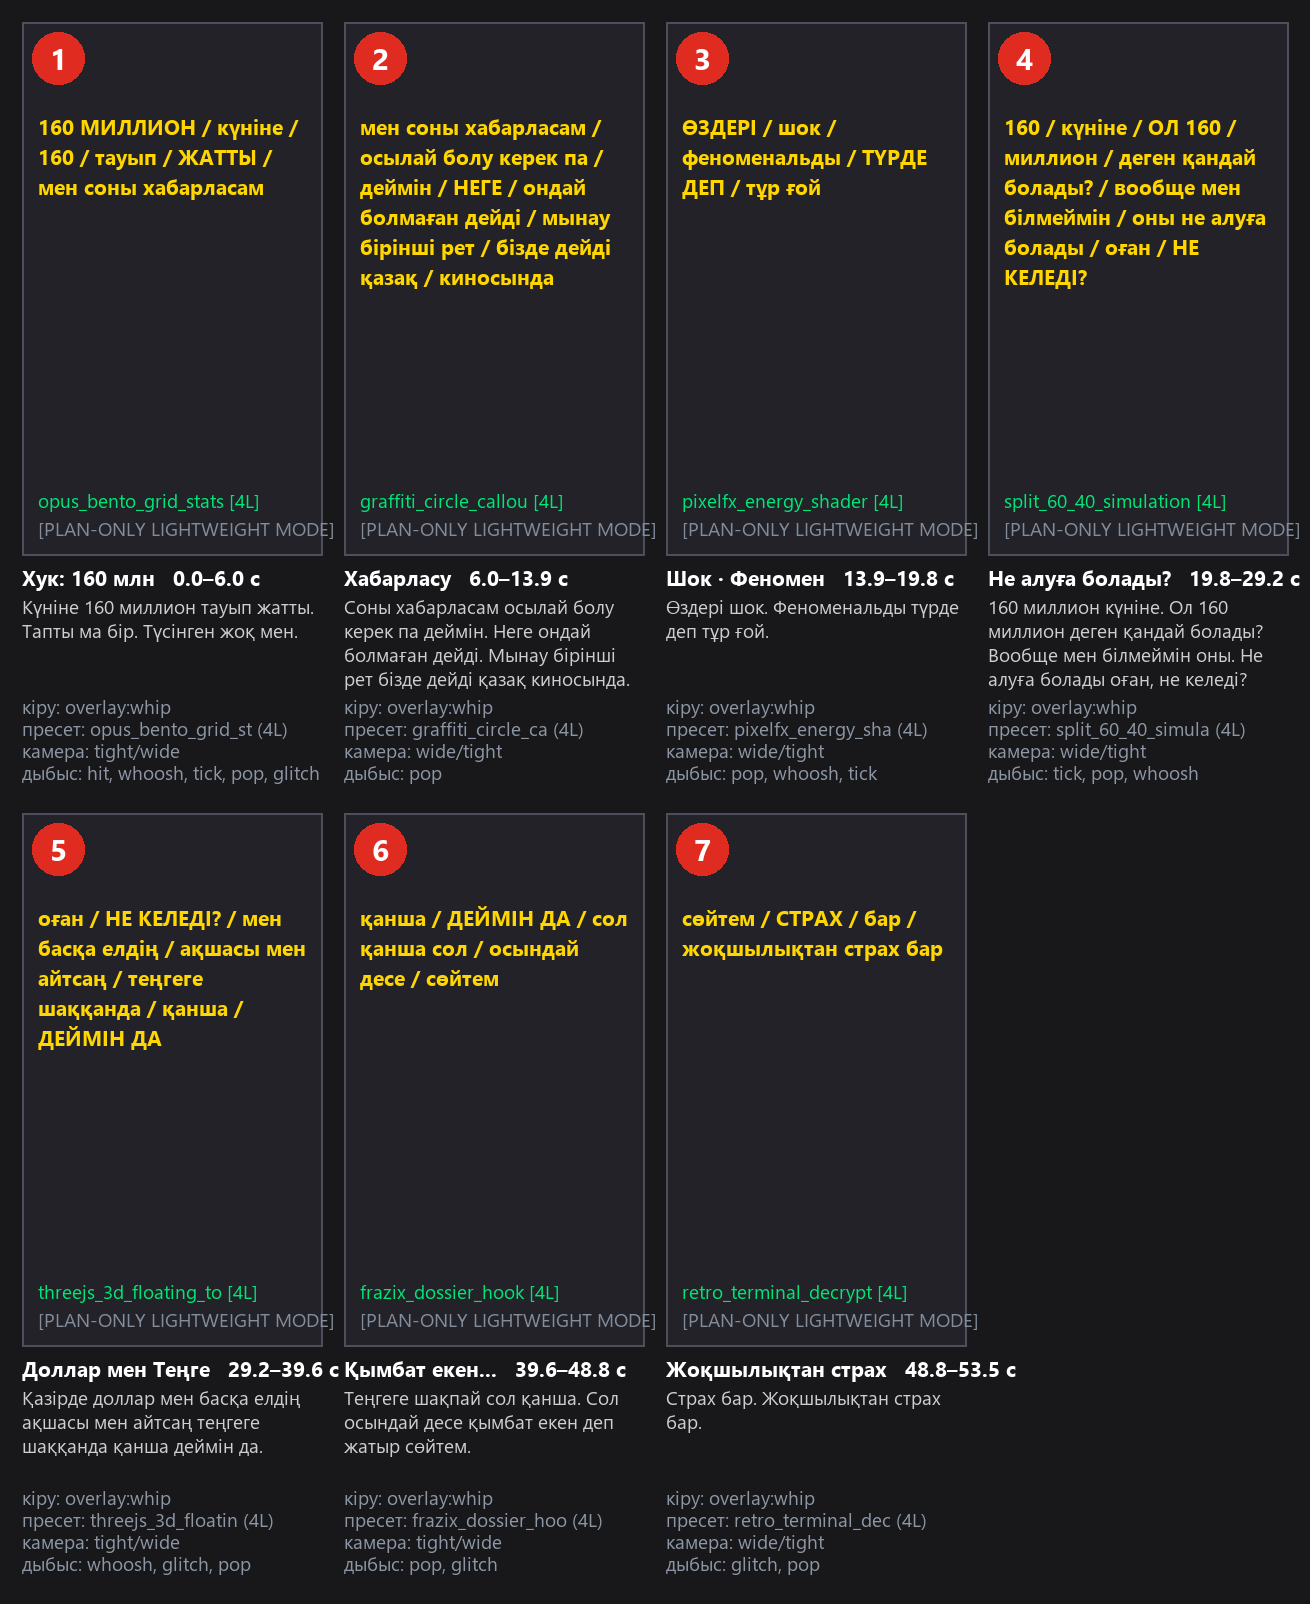 1
160 МИЛЛИОН / күніне /
160 / тауып / ЖАТТЫ /
мен соны хабарласам
opus_bento_grid_stats [4L]
[PLAN-ONLY LIGHTWEIGHT MODE]
Хук: 160 млн 0.0–6.0 с
Күніне 160 миллион тауып жатты.
Тапты ма бір. Түсінген жоқ мен.
кіру: overlay:whip
пресет: opus_bento_grid_st (4L)
камера: tight/wide
дыбыс: hit, whoosh, tick, pop, glitch
2
мен соны хабарласам /
осылай болу керек па /
деймін / НЕГЕ / ондай
болмаған дейді / мынау
бірінші рет / бізде дейді
қазақ / киносында
graffiti_circle_callou [4L]
[PLAN-ONLY LIGHTWEIGHT MODE]
Хабарласу 6.0–13.9 с
Соны хабарласам осылай болу
керек па деймін. Неге ондай
болмаған дейді. Мынау бірінші
рет бізде дейді қазақ киносында.
кіру: overlay:whip
пресет: graffiti_circle_ca (4L)
камера: wide/tight
дыбыс: pop
3
ӨЗДЕРІ / шок /
феноменальды / ТҮРДЕ
ДЕП / тұр ғой
pixelfx_energy_shader [4L]
[PLAN-ONLY LIGHTWEIGHT MODE]
Шок · Феномен 13.9–19.8 с
Өздері шок. Феноменальды түрде
деп тұр ғой.
кіру: overlay:whip
пресет: pixelfx_energy_sha (4L)
камера: wide/tight
дыбыс: pop, whoosh, tick
4
160 / күніне / ОЛ 160 /
миллион / деген қандай
болады? / вообще мен
білмеймін / оны не алуға
болады / оған / НЕ
КЕЛЕДІ?
split_60_40_simulation [4L]
[PLAN-ONLY LIGHTWEIGHT MODE]
Не алуға болады? 19.8–29.2 с
160 миллион күніне. Ол 160
миллион деген қандай болады?
Вообще мен білмеймін оны. Не
алуға болады оған, не келеді?
кіру: overlay:whip
пресет: split_60_40_simula (4L)
камера: wide/tight
дыбыс: tick, pop, whoosh
5
оған / НЕ КЕЛЕДІ? / мен
басқа елдің / ақшасы мен
айтсаң / теңгеге
шаққанда / қанша /
ДЕЙМІН ДА
threejs_3d_floating_to [4L]
[PLAN-ONLY LIGHTWEIGHT MODE]
Доллар мен Теңге 29.2–39.6 с
Қазірде доллар мен басқа елдің
ақшасы мен айтсаң теңгеге
шаққанда қанша деймін да.
кіру: overlay:whip
пресет: threejs_3d_floatin (4L)
камера: tight/wide
дыбыс: whoosh, glitch, pop
6
қанша / ДЕЙМІН ДА / сол
қанша сол / осындай
десе / сөйтем
frazix_dossier_hook [4L]
[PLAN-ONLY LIGHTWEIGHT MODE]
Қымбат екен... 39.6–48.8 с
Теңгеге шақпай сол қанша. Сол
осындай десе қымбат екен деп
жатыр сөйтем.
кіру: overlay:whip
пресет: frazix_dossier_hoo (4L)
камера: tight/wide
дыбыс: pop, glitch
7
сөйтем / СТРАХ / бар /
жоқшылықтан страх бар
retro_terminal_decrypt [4L]
[PLAN-ONLY LIGHTWEIGHT MODE]
Жоқшылықтан страх 48.8–53.5 с
Страх бар. Жоқшылықтан страх
бар.
кіру: overlay:whip
пресет: retro_terminal_dec (4L)
камера: wide/tight
дыбыс: glitch, pop